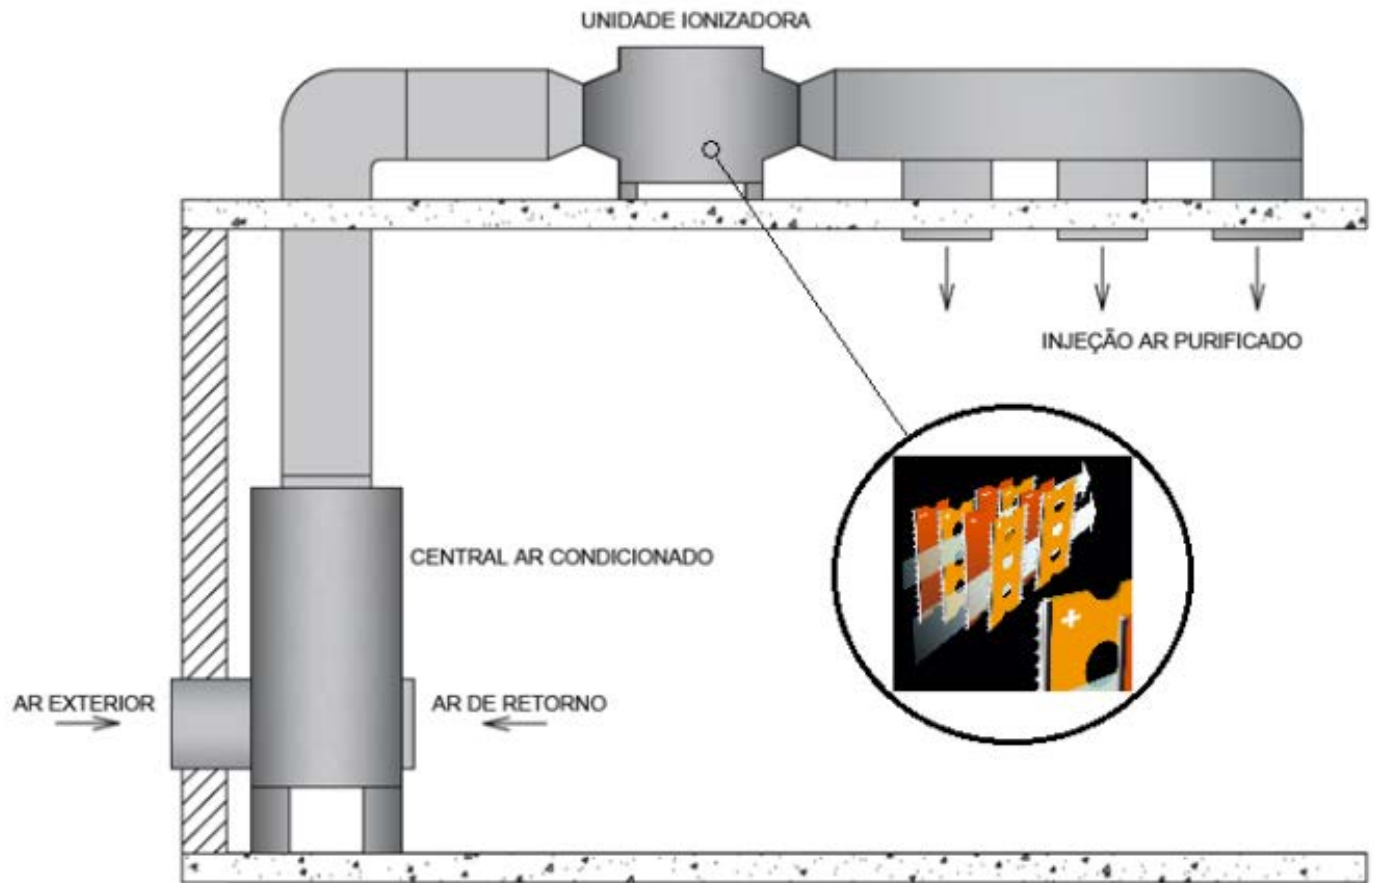 UNIDADE IONIZADORA
INJEÇÃO AR PURIFICADO
CENTRAL AR CONDICIONADO
AR EXTERIOR
AR DE RETORNO
+